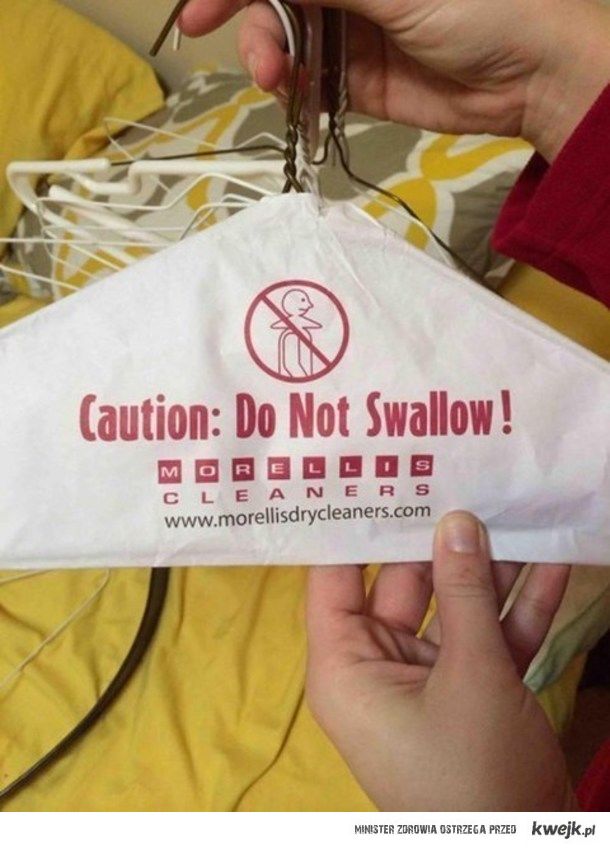 Caution: Do Not Swallow!
MORELLIS
CLEANERS
www.morellisdrycleaners.com
MINISTER ZDROWIA OSTRZEGA PRZED kwejk.pl